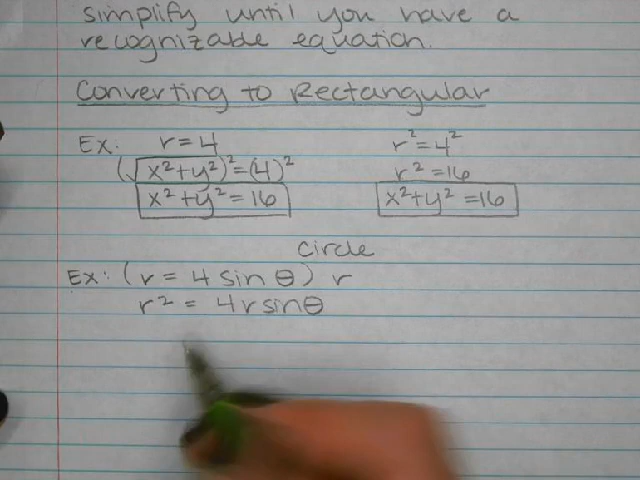 simplify until you have a
recognizable equation.
Converting to Rectangular
Ex: r = 4 r² = 4²
(√x² + y²)² = (4)² r² = 16
x² + y² = 16 x² + y² = 16
circle
Ex: (r = 4 sin θ) r
r² = 4r sin θ